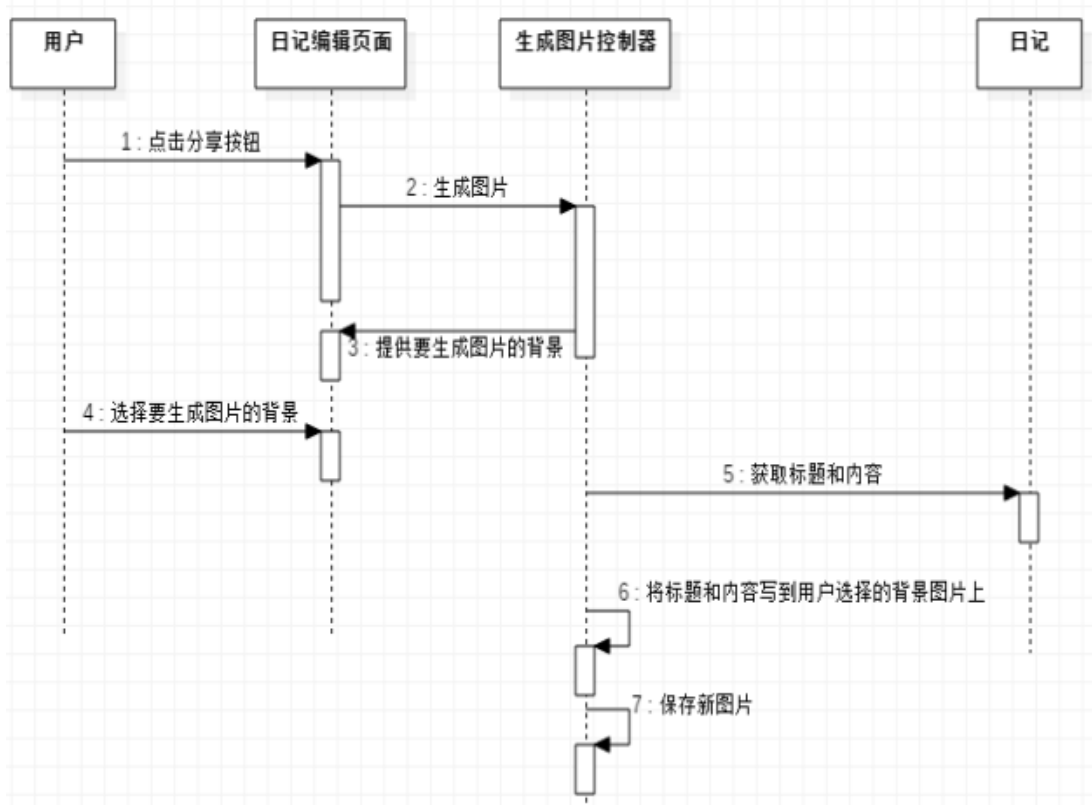 用户
日记编辑页面
生成图片控制器
日记
1 : 点击分享按钮
2 : 生成图片
3 : 提供要生成图片的背景
4 : 选择要生成图片的背景
5 : 获取标题和内容
6 : 将标题和内容写到用户选择的背景图片上
7 : 保存新图片